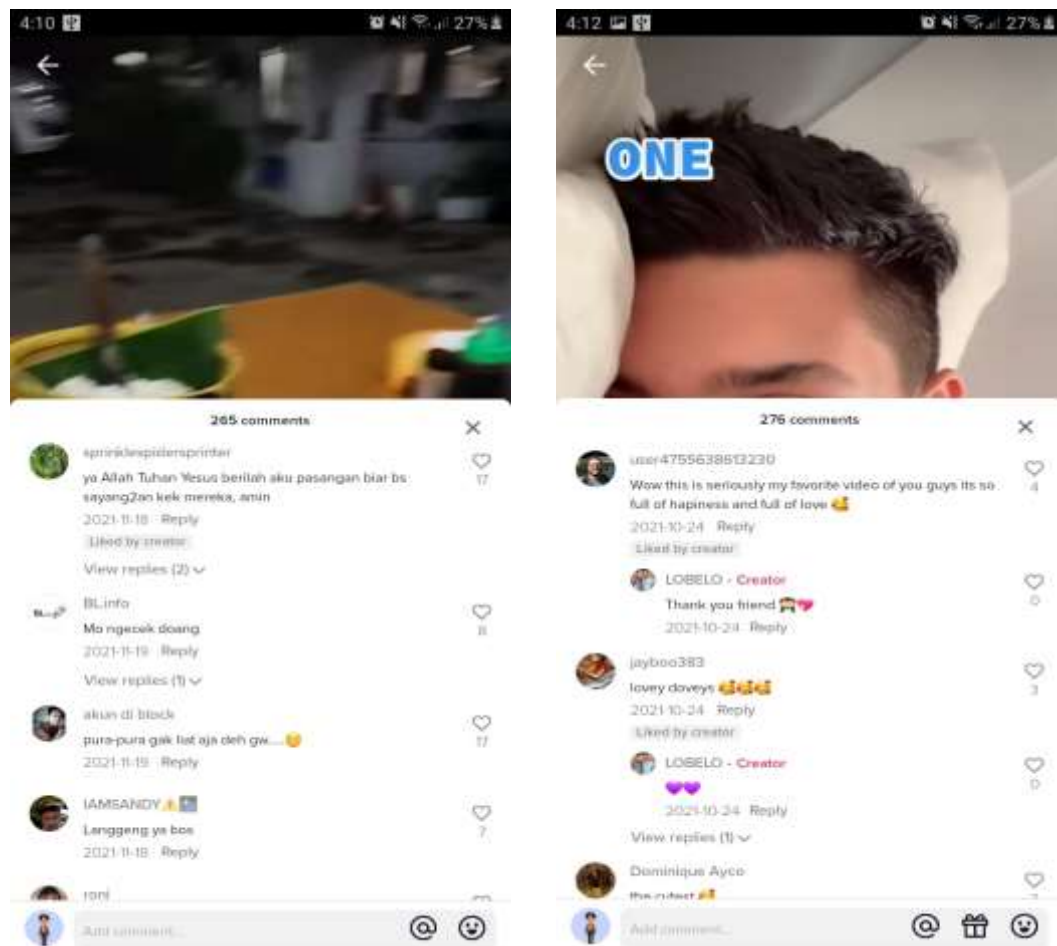 4:10
27%
265 comments
sprinklespidersprinter
ya Allah Tuhan Yesus berilah aku pasangan biar bs
sayang2an kek mereka, amin
2021-11-18 Reply
17
Liked by creator
View replies (2)
BL.info
Mo ngecek doang
2021-11-19 Reply
8
View replies (1)
akun di block
pura-pura gak liat aja deh gw....
2021-11-19 Reply
17
IAMSANDY
Langgeng ya bos
2021-11-18 Reply
7
roni
Add comment...
4:12
27%
ONE
276 comments
user4755638613230
Wow this is seriously my favorite video of you guys its so
full of hapiness and full of love
2021-10-24 Reply
4
Liked by creator
LOBELO - Creator
Thank you friend
2021-10-24 Reply
0
jayboo383
lovey doveys
2021-10-24 Reply
3
Liked by creator
LOBELO - Creator
2021-10-24 Reply
0
View replies (1)
Dominique Ayco
the cutest
Add comment...